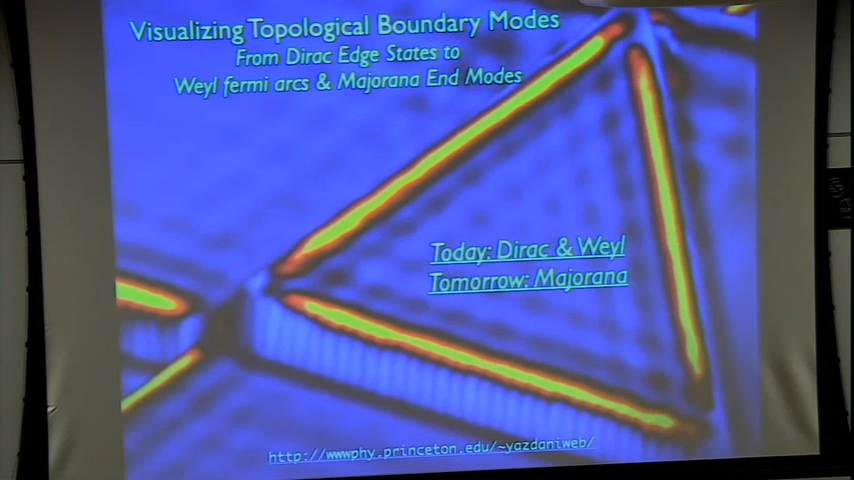 Visualizing Topological Boundary Modes
From Dirac Edge States to
Weyl fermi arcs & Majorana End Modes
Today: Dirac & Weyl
Tomorrow: Majorana
http://wwwphy.princeton.edu/~yazdaniweb/